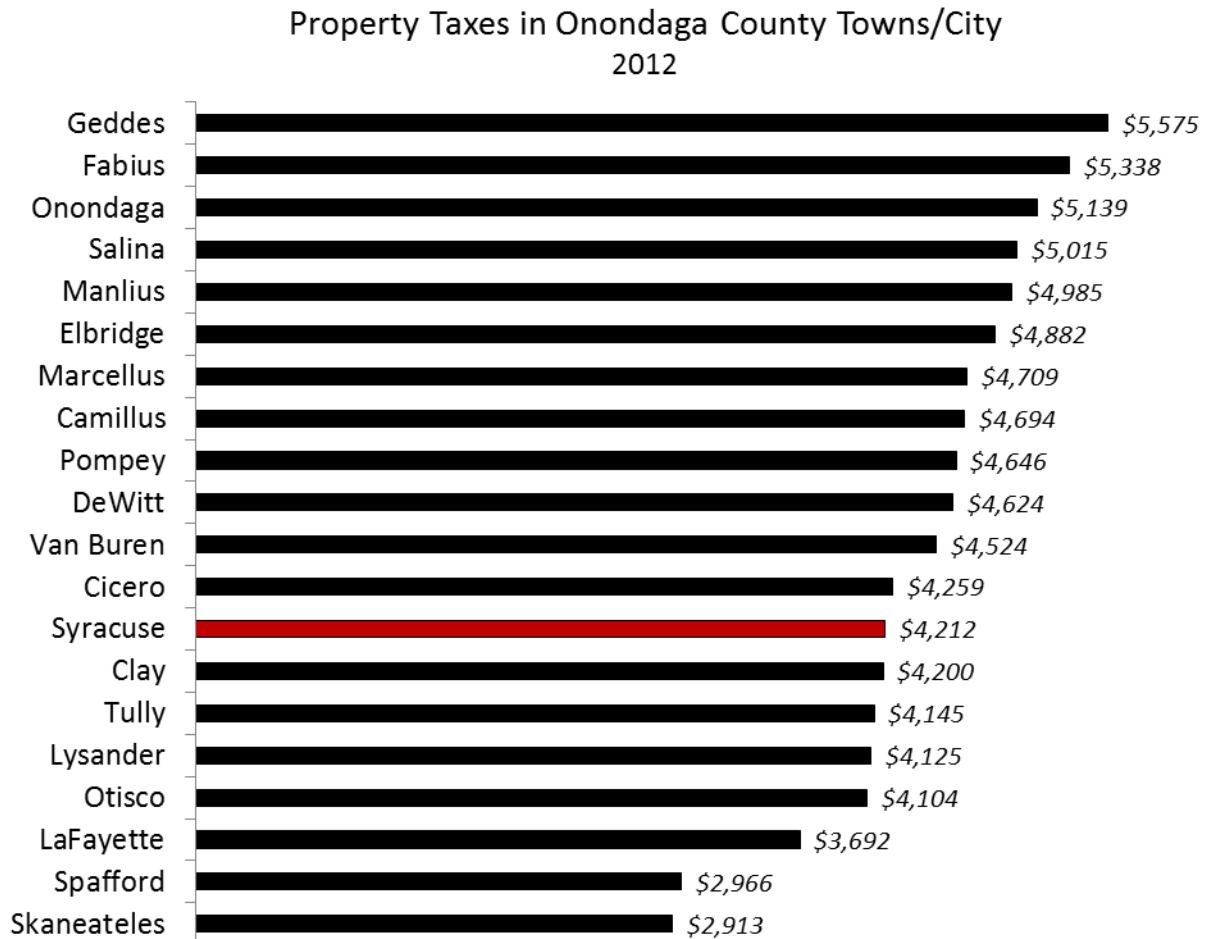 Property Taxes in Onondaga County Towns/City
2012
Geddes $5,575
Fabius $5,338
Onondaga $5,139
Salina $5,015
Manlius $4,985
Elbridge $4,882
Marcellus $4,709
Camillus $4,694
Pompey $4,646
DeWitt $4,624
Van Buren $4,524
Cicero $4,259
Syracuse $4,212
Clay $4,200
Tully $4,145
Lysander $4,125
Otisco $4,104
LaFayette $3,692
Spafford $2,966
Skaneateles $2,913